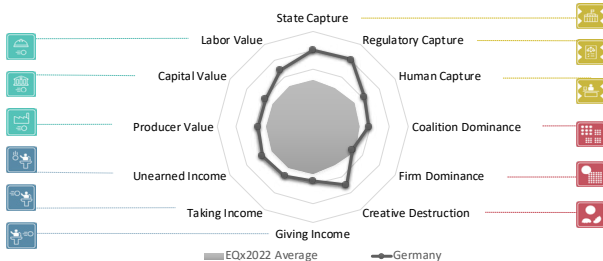 State Capture
Labor Value
Regulatory Capture
Capital Value
Human Capture
Producer Value
Coalition Dominance
Unearned Income
Firm Dominance
Taking Income
Creative Destruction
Giving Income
EQx2022 Average
Germany